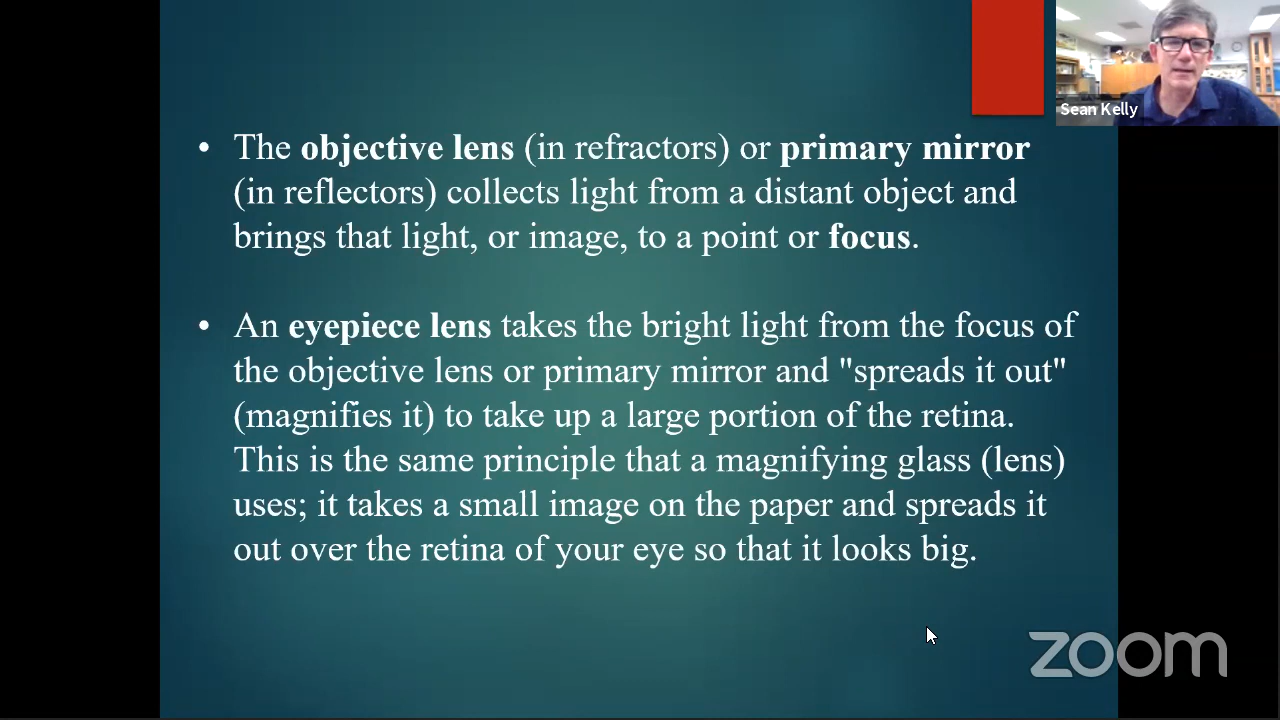 Sean Kelly
• The objective lens (in refractors) or primary mirror
(in reflectors) collects light from a distant object and
brings that light, or image, to a point or focus.
• An eyepiece lens takes the bright light from the focus of
the objective lens or primary mirror and "spreads it out"
(magnifies it) to take up a large portion of the retina.
This is the same principle that a magnifying glass (lens)
uses; it takes a small image on the paper and spreads it
out over the retina of your eye so that it looks big.
zoom